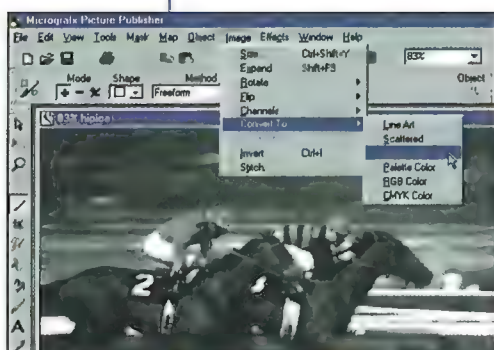 Micrografx Picture Publisher
File Edit View Tools Mask Map Object Image Effects Window Help
83%
Mode Shape Method Object
Freeform
Size... Ctrl+Shift+Y
Expand Shift+F9
Rotate
Flip
Channels
Convert To
Invert Ctrl+I
Stitch
Line Art
Scattered
Palette Color
RGB Color
CMYK Color
83%
2
3
A